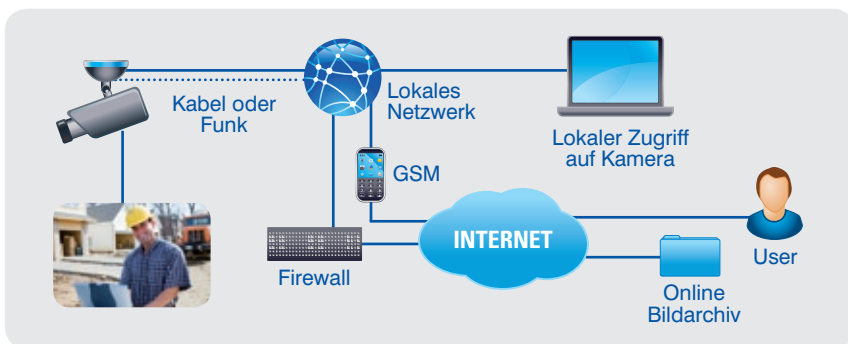 Kabel oder
Funk
Lokales
Netzwerk
Lokaler Zugriff
auf Kamera
GSM
INTERNET
Firewall
User
Online
Bildarchiv